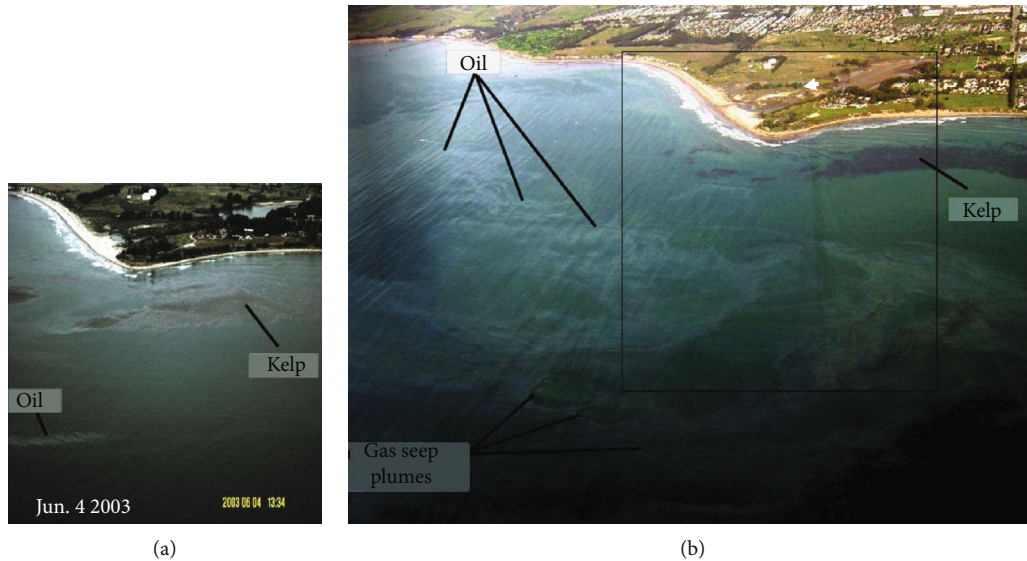 Oil
Kelp
Jun. 4 2003
2003 06 04 13:34
(a)
Oil
Kelp
Gas seep
plumes
(b)